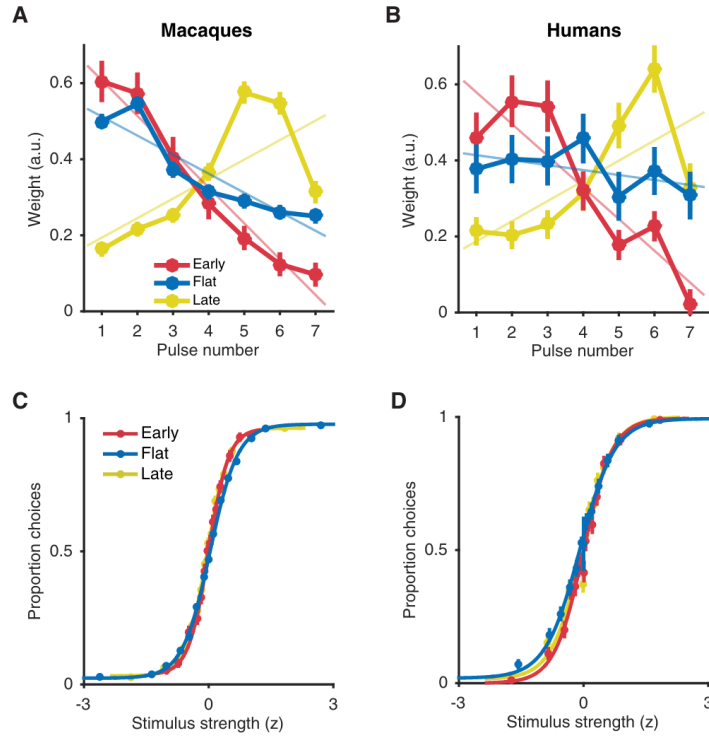 A
Macaques
Weight (a.u.)
0.6
0.4
0.2
0
Early
Flat
Late
1 2 3 4 5 6 7
Pulse number
B
Humans
Weight (a.u.)
0.6
0.4
0.2
0
1 2 3 4 5 6 7
Pulse number
C
Proportion choices
1
0.5
0
Early
Flat
Late
-3 0 3
Stimulus strength (z)
D
Proportion choices
1
0.5
0
-3 0 3
Stimulus strength (z)